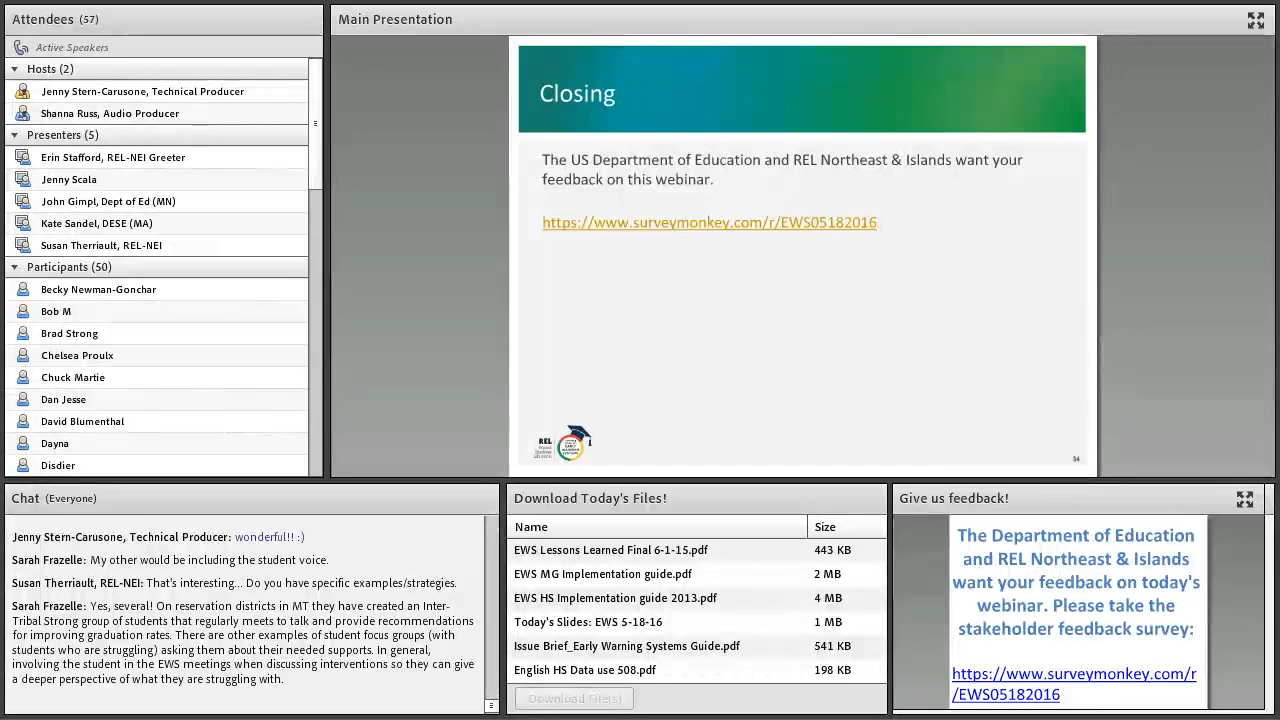 Attendees (57)
Active Speakers
Hosts (2)
Jenny Stern-Carusone, Technical Producer
Shanna Russ, Audio Producer
Presenters (5)
Erin Stafford, REL-NEI Greeter
Jenny Scala
John Gimpl, Dept of Ed (MN)
Kate Sandel, DESE (MA)
Susan Therriault, REL-NEI
Participants (50)
Becky Newman-Gonchar
Bob M
Brad Strong
Chelsea Proulx
Chuck Martie
Dan Jesse
David Blumenthal
Dayna
Disdier
Main Presentation
Closing
The US Department of Education and REL Northeast & Islands want your
feedback on this webinar.
https://www.surveymonkey.com/r/EWS05182016
REL
34
Chat (Everyone)
Jenny Stern-Carusone, Technical Producer: wonderful!! :)
Sarah Frazelle: My other would be including the student voice.
Susan Therriault, REL-NEI: That's interesting... Do you have specific examples/strategies.
Sarah Frazelle: Yes, several! On reservation districts in MT they have created an Inter-
Tribal Strong group of students that regularly meets to talk and provide recommendations
for improving graduation rates. There are other examples of student focus groups (with
students who are struggling) asking them about their needed supports. In general,
involving the student in the EWS meetings when discussing interventions so they can give
a deeper perspective of what they are struggling with.
Download Today's Files!
Name Size
EWS Lessons Learned Final 6-1-15.pdf 443 KB
EWS MG Implementation guide.pdf 2 MB
EWS HS Implementation guide 2013.pdf 4 MB
Today's Slides: EWS 5-18-16 1 MB
Issue Brief_Early Warning Systems Guide.pdf 541 KB
English HS Data use 508.pdf 198 KB
Download File(s)
Give us feedback!
The Department of Education
and REL Northeast & Islands
want your feedback on today's
webinar. Please take the
stakeholder feedback survey:
https://www.surveymonkey.com/r
/EWS05182016